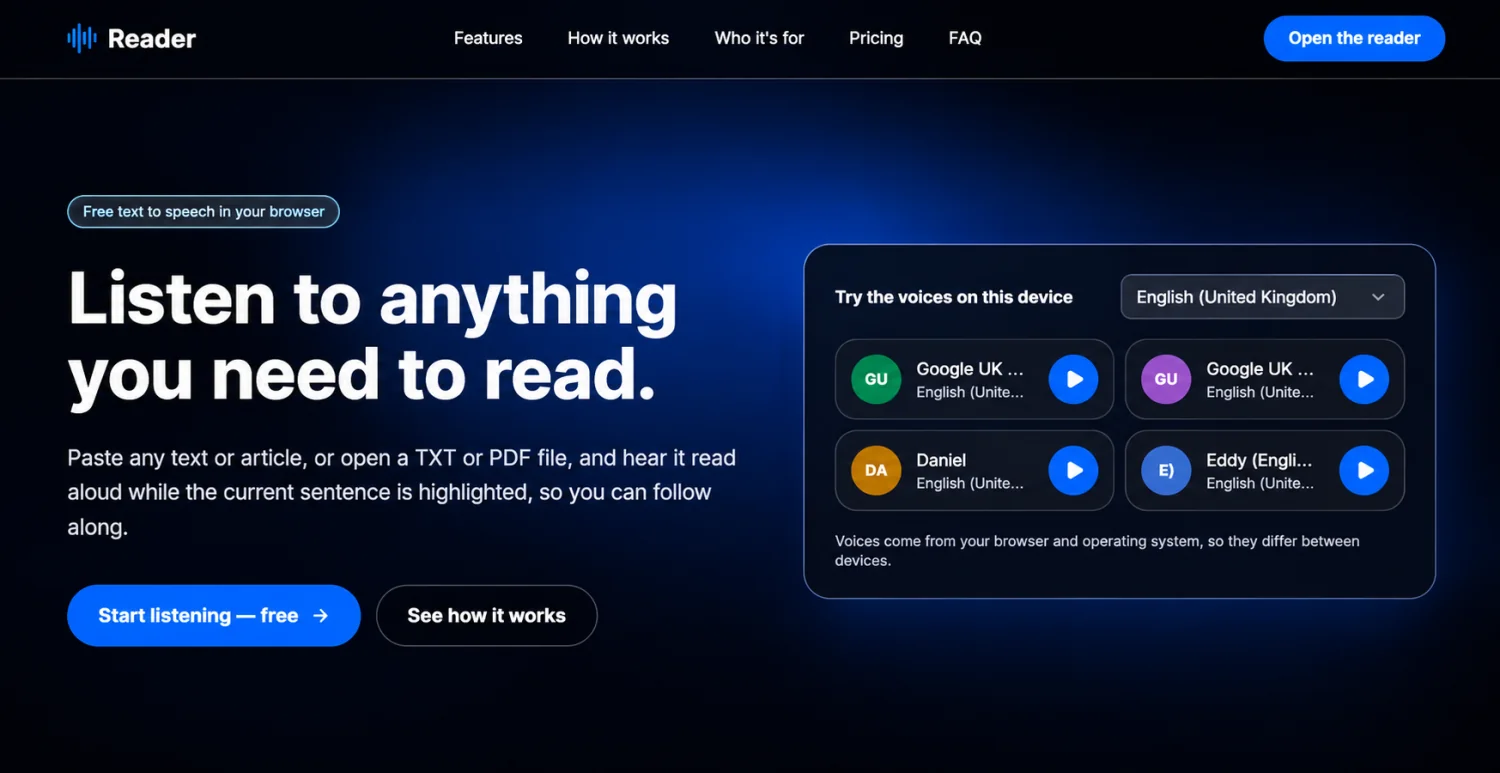 Reader
Features
How it works
Who it's for
Pricing
FAQ
Open the reader
Free text to speech in your browser
Listen to anything
you need to read.
Paste any text or article, or open a TXT or PDF file, and hear it read
aloud while the current sentence is highlighted, so you can follow
along.
Start listening — free →
See how it works
Try the voices on this device
English (United Kingdom)
GU
Google UK ...
English (Unite...
GU
Google UK ...
English (Unite...
DA
Daniel
English (Unite...
E)
Eddy (Engli...
English (Unite...
Voices come from your browser and operating system, so they differ between
devices.